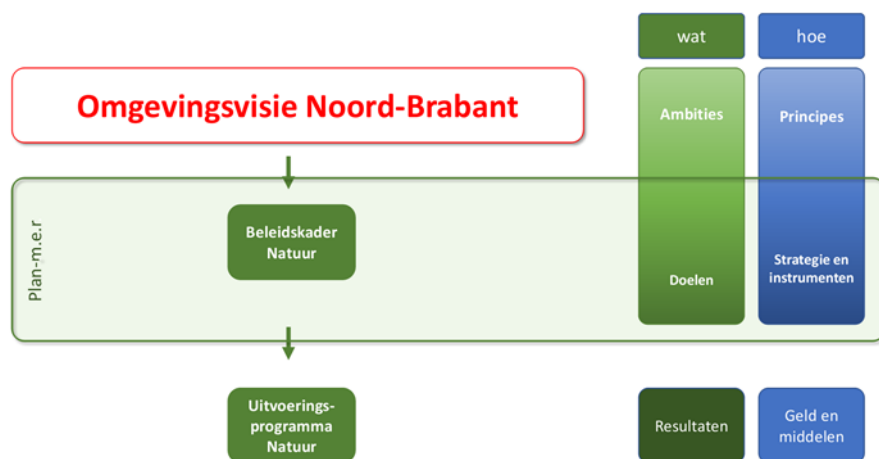 wat
hoe
Omgevingsvisie Noord-Brabant
Ambities
Principes
Plan-m.e.r
Beleidskader
Natuur
Doelen
Strategie en
instrumenten
Uitvoerings-
programma
Natuur
Resultaten
Geld en
middelen